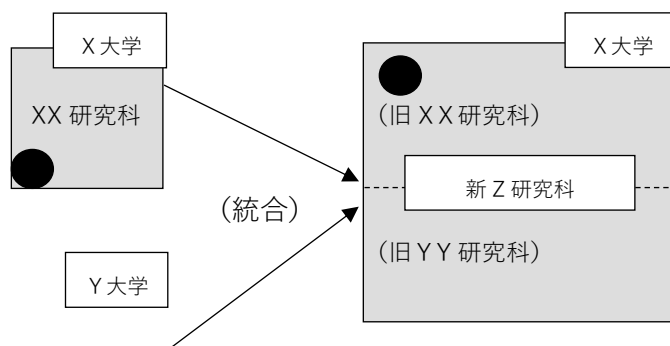 X大学
XX 研究科
Y大学
(統合)
X大学
(旧XX研究科)
新Z研究科
(旧YY研究科)